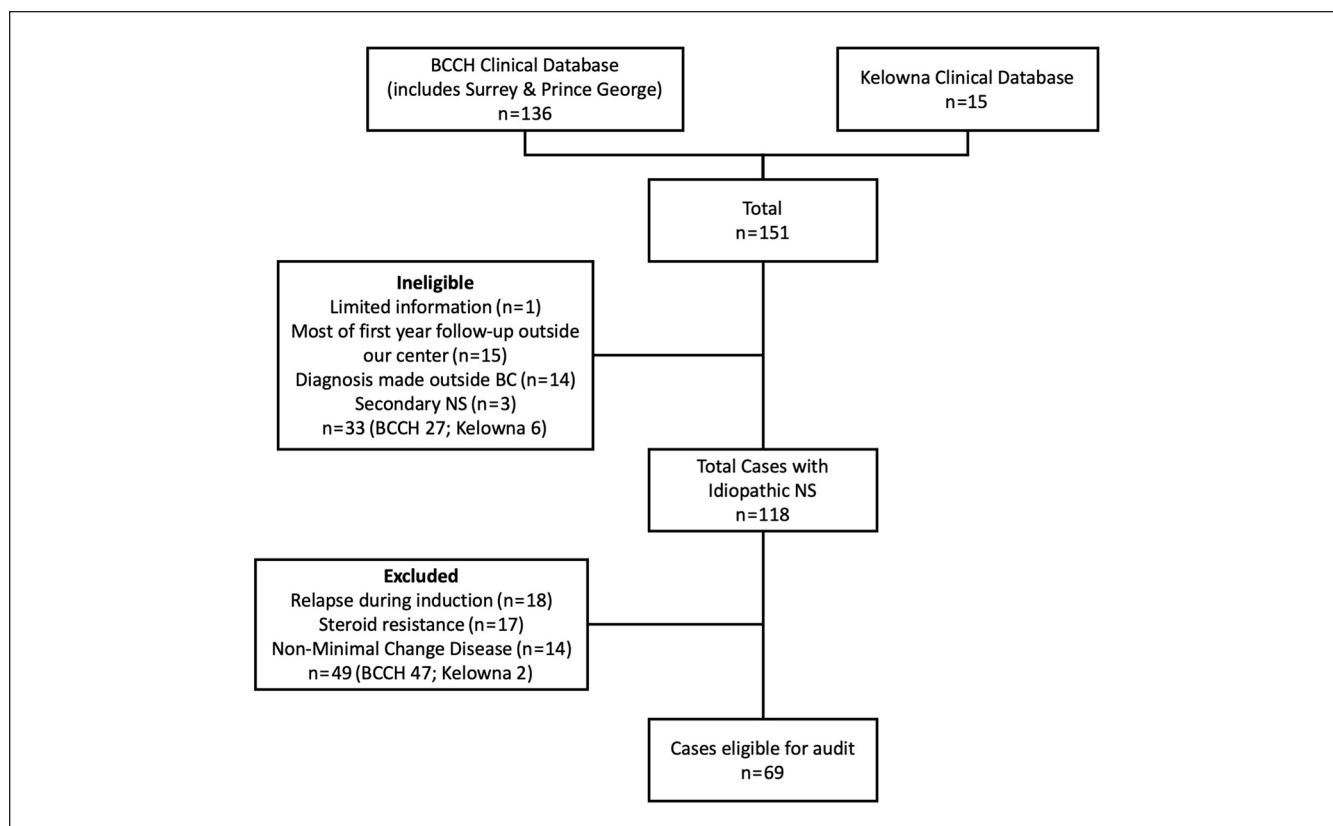 BCCH Clinical Database
(includes Surrey & Prince George)
n=136
Kelowna Clinical Database
n=15
Total
n=151
Ineligible
Limited information (n=1)
Most of first year follow-up outside
our center (n=15)
Diagnosis made outside BC (n=14)
Secondary NS (n=3)
n=33 (BCCH 27; Kelowna 6)
Total Cases with
Idiopathic NS
n=118
Excluded
Relapse during induction (n=18)
Steroid resistance (n=17)
Non-Minimal Change Disease (n=14)
n=49 (BCCH 47; Kelowna 2)
Cases eligible for audit
n=69